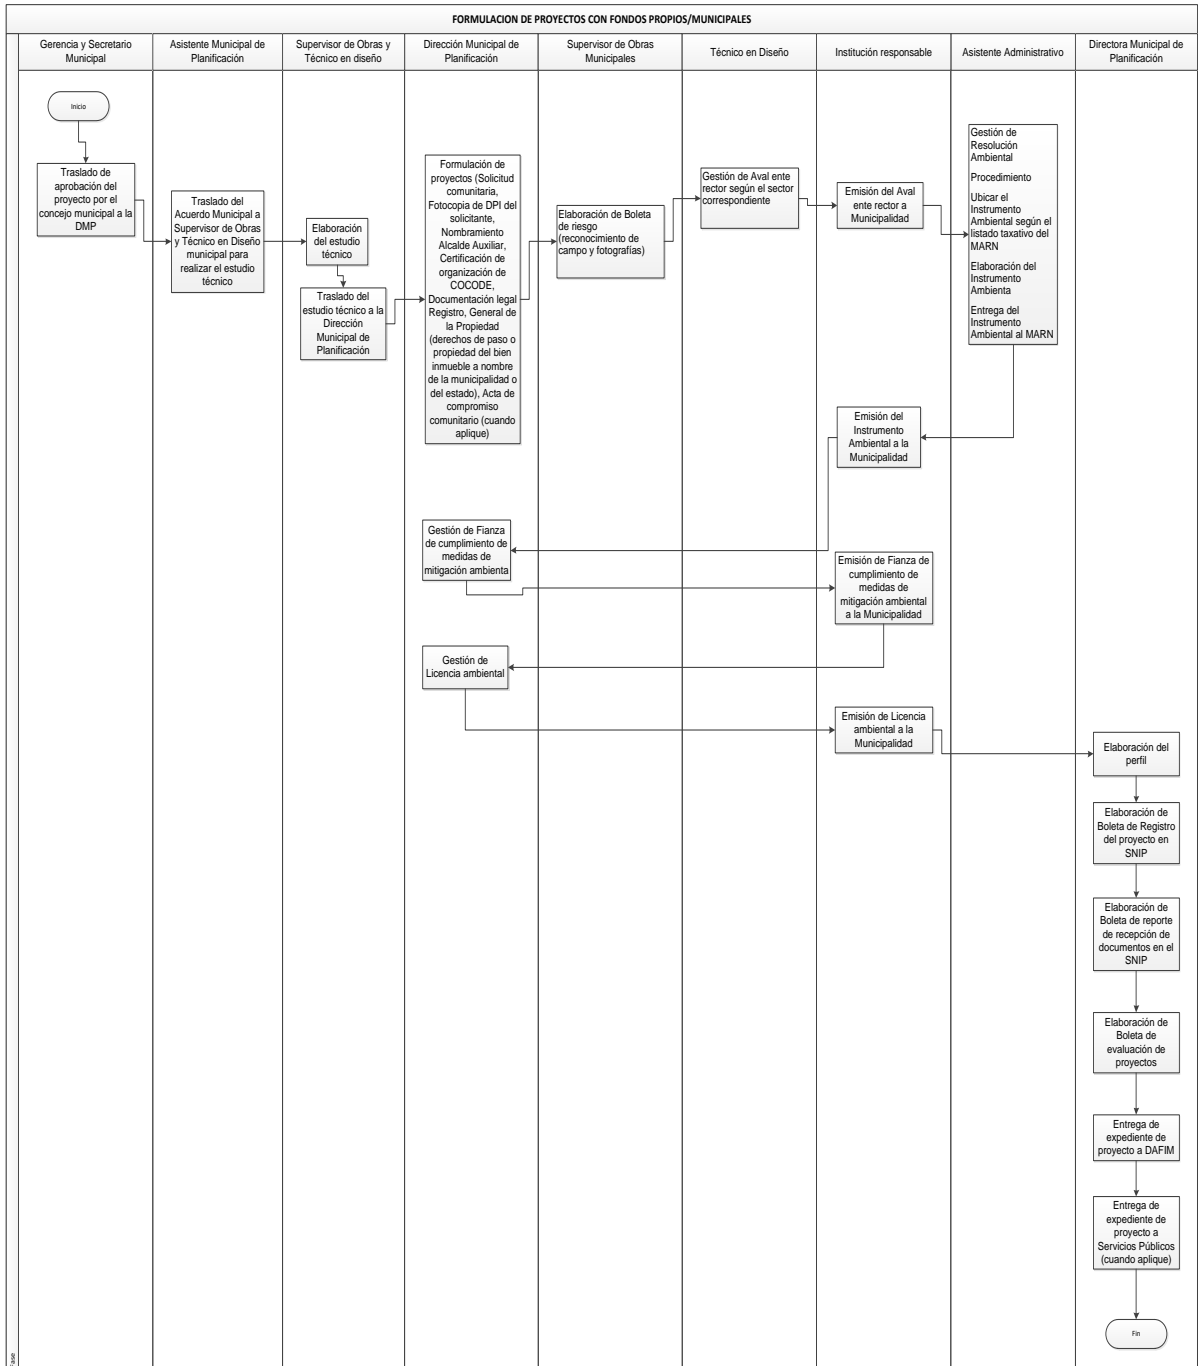 FORMULACION DE PROYECTOS CON FONDOS PROPIOS/MUNICIPALES
Gerencia y Secretario
Municipal
Asistente Municipal de
Planificación
Supervisor de Obras y
Técnico en diseño
Dirección Municipal de
Planificación
Supervisor de Obras
Municipales
Técnico en Diseño
Institución responsable
Asistente Administrativo
Directora Municipal de
Planificación
Inicio
Traslado de
aprobación del
proyecto por el
concejo municipal a la
DMP
Traslado del
Acuerdo Municipal a
Supervisor de Obras
y Técnico en Diseño
municipal para
realizar el estudio
técnico
Elaboración
del estudio
técnico
Traslado del
estudio técnico a la
Dirección
Municipal de
Planificación
Formulación de
proyectos (Solicitud
comunitaria,
Fotocopia de DPI del
solicitante,
Nombramiento
Alcalde Auxiliar,
Certificación de
organización de
COCODE,
Documentación legal
Registro, General de
la Propiedad
(derechos de paso o
propiedad del bien
inmueble a nombre
de la municipalidad o
del estado), Acta de
compromiso
comunitario (cuando
aplique)
Elaboración de Boleta
de riesgo
(reconocimiento de
campo y fotografías)
Gestión de Aval ente
rector según el sector
correspondiente
Emisión del Aval
ente rector a
Municipalidad
Gestión de
Resolución
Ambiental
Procedimiento
Ubicar el
Instrumento
Ambiental según el
listado taxativo del
MARN
Elaboración del
Instrumento
Ambienta
Entrega del
Instrumento
Ambiental al MARN
Emisión del
Instrumento
Ambiental a la
Municipalidad
Gestión de Fianza
de cumplimiento de
medidas de
mitigación ambienta
Emisión de Fianza de
cumplimiento de
medidas de
mitigación ambiental
a la Municipalidad
Gestión de
Licencia ambiental
Emisión de Licencia
ambiental a la
Municipalidad
Elaboración del
perfil
Elaboración de
Boleta de Registro
del proyecto en
SNIP
Elaboración de
Boleta de reporte
de recepción de
documentos en el
SNIP
Elaboración de
Boleta de
evaluación de
proyectos
Entrega de
expediente de
proyecto a DAFIM
Entrega de
expediente de
proyecto a
Servicios Públicos
(cuando aplique)
Fin
Fase